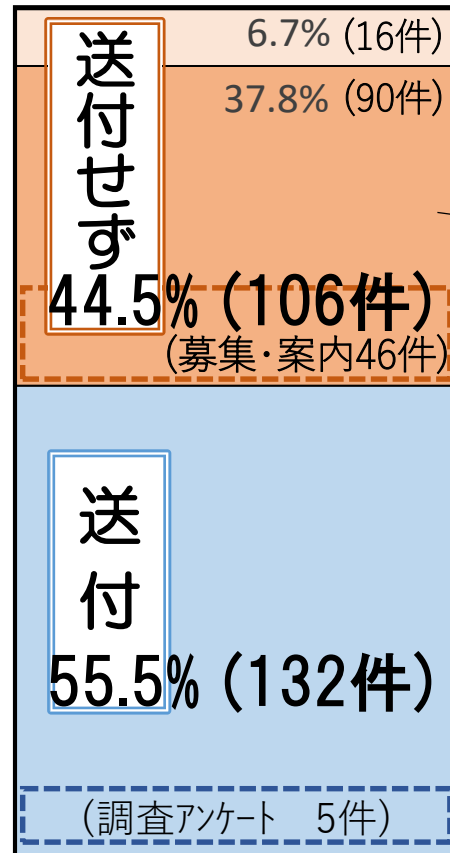 6.7% (16件)
37.8% (90件)
送付せず
44.5% (106件)
(募集・案内46件)
送付
55.5% (132件)
(調査アンケート 5件)